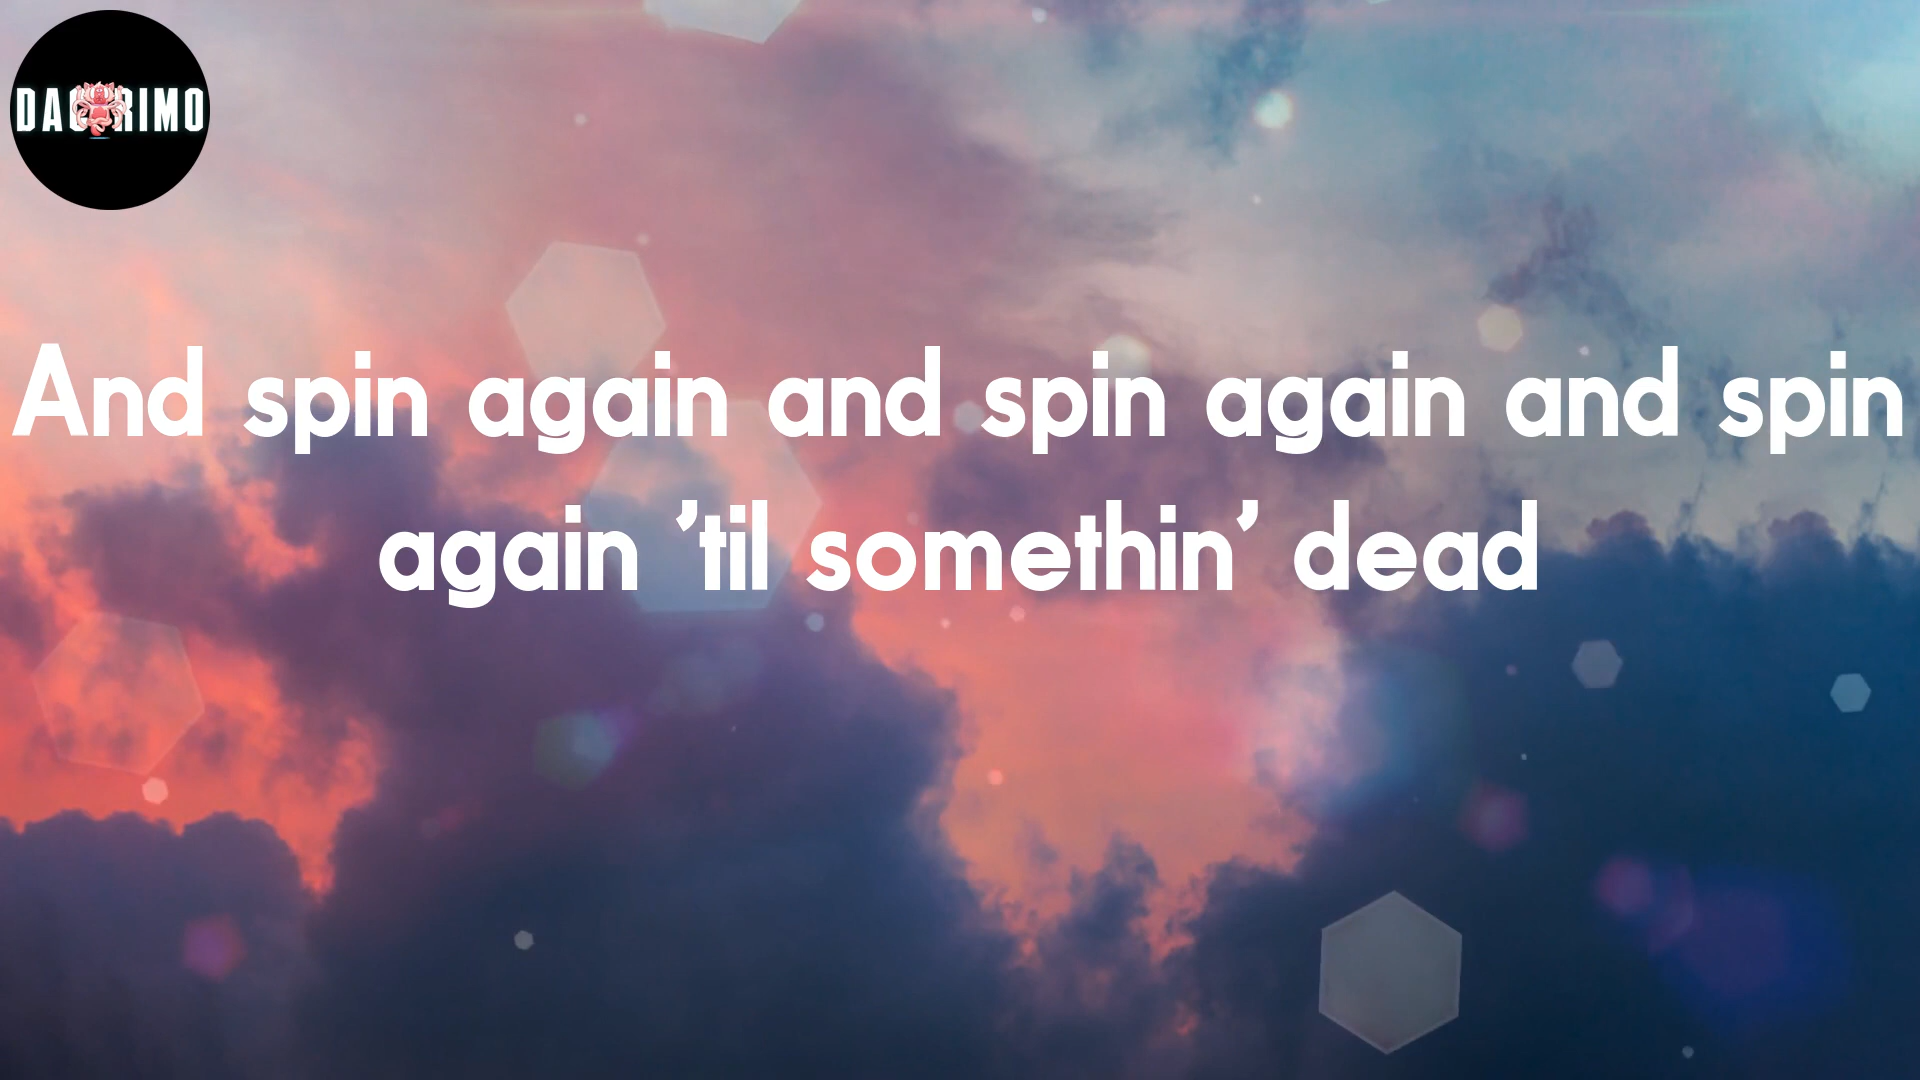 And spin again and spin again and spin
again ’til somethin’ dead